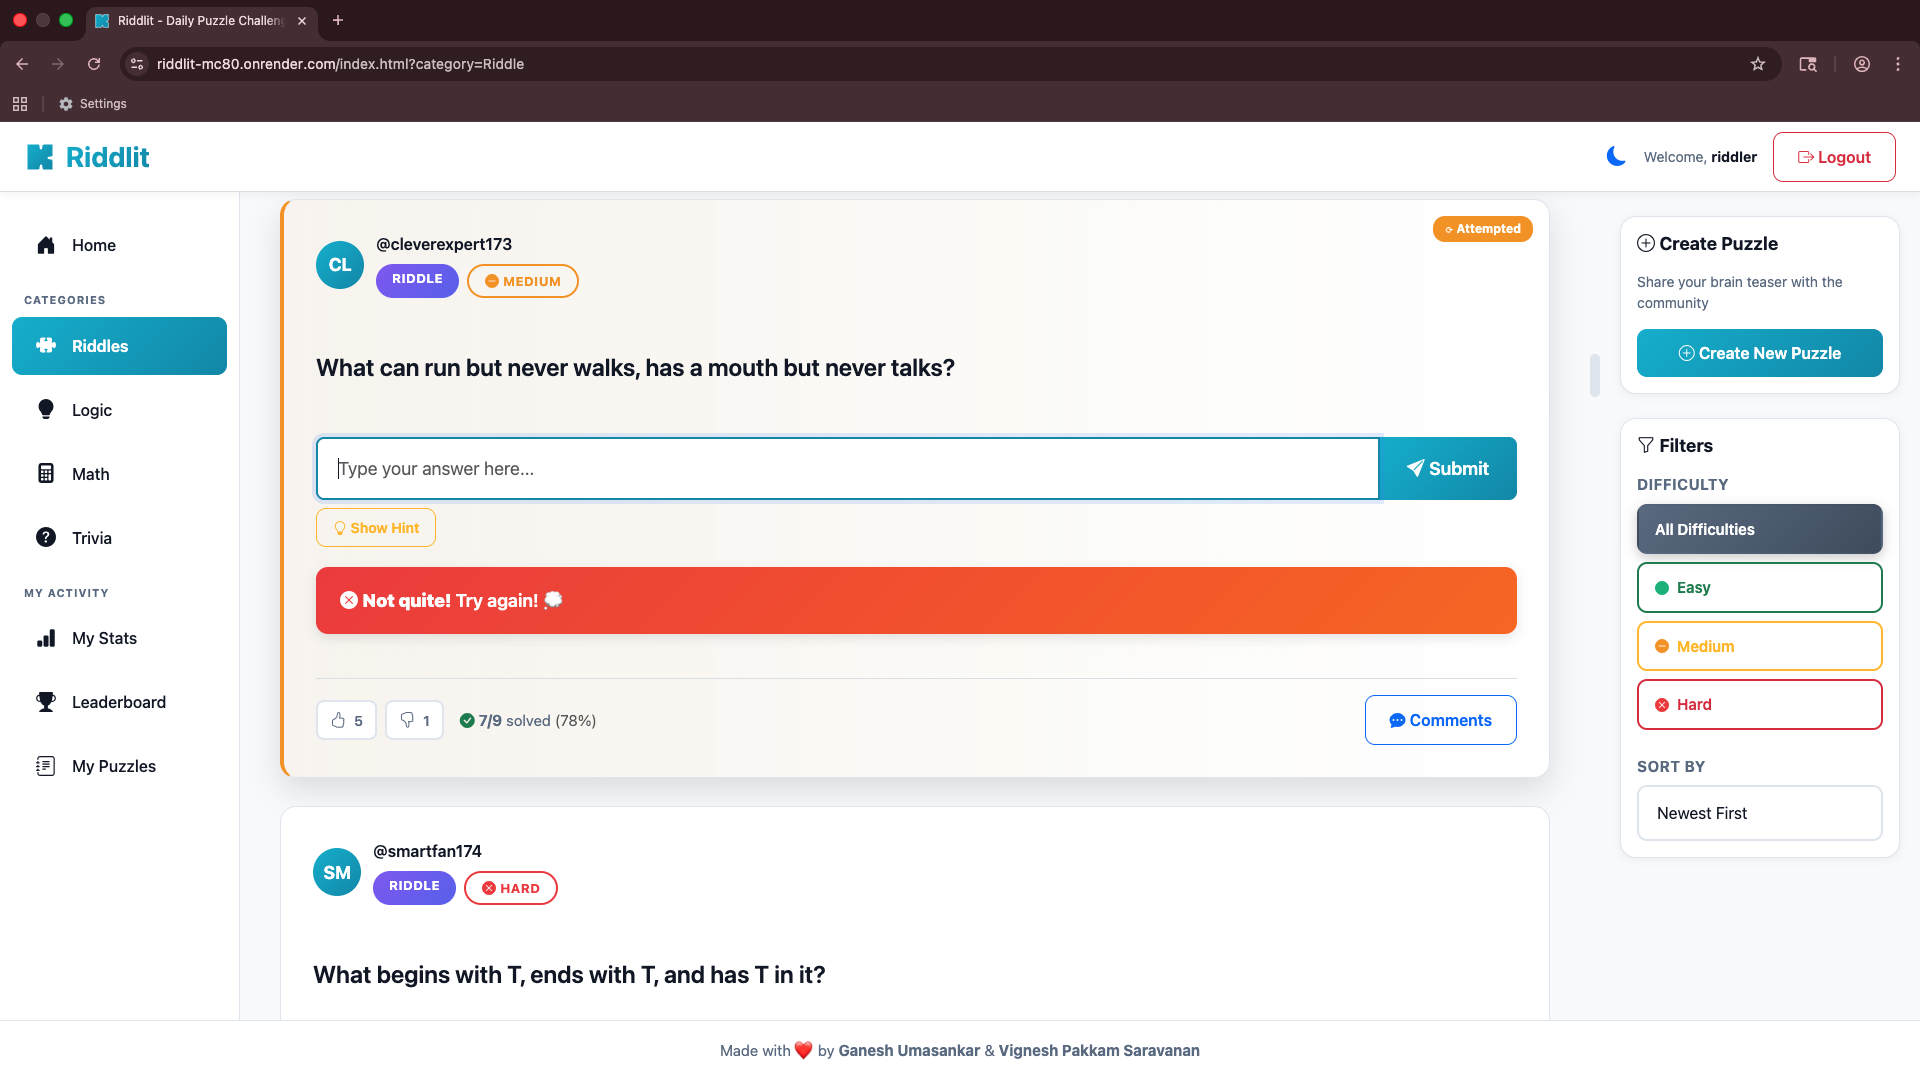 Riddlit - Daily Puzzle Challeng
riddlit-mc80.onrender.com/index.html?category=Riddle
Settings
Riddlit
Welcome, riddler
Logout
Home
CATEGORIES
Riddles
Logic
Math
Trivia
MY ACTIVITY
My Stats
Leaderboard
My Puzzles
Attempted
CL
@cleverexpert173
RIDDLE
MEDIUM
What can run but never walks, has a mouth but never talks?
Type your answer here...
Submit
Show Hint
Not quite! Try again!
5
1
7/9 solved (78%)
Comments
SM
@smartfan174
RIDDLE
HARD
What begins with T, ends with T, and has T in it?
Create Puzzle
Share your brain teaser with the
community
Create New Puzzle
Filters
DIFFICULTY
All Difficulties
Easy
Medium
Hard
SORT BY
Newest First
Made with ❤️ by Ganesh Umasankar & Vignesh Pakkam Saravanan